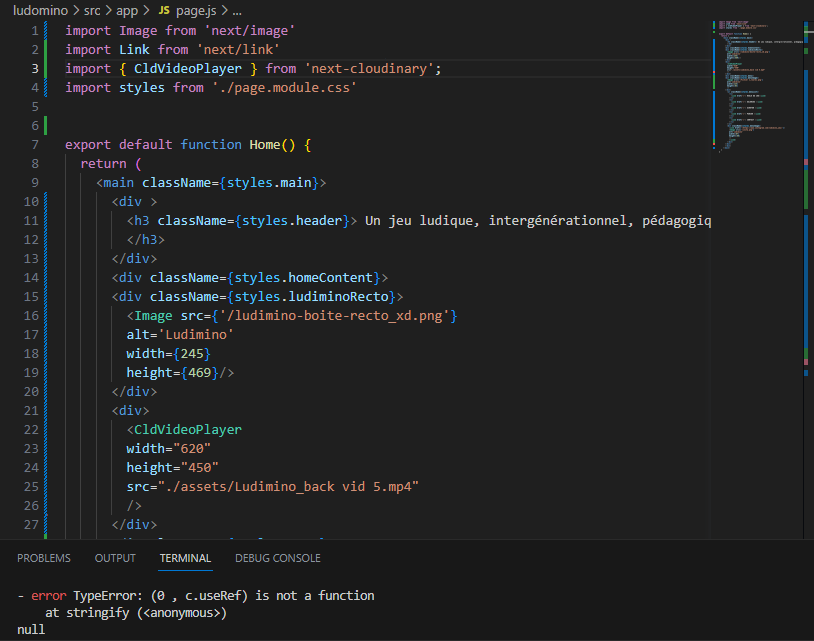 ludomino > src > app > JS page.js > ...
1 import Image from 'next/image'
2 import Link from 'next/link'
3 import { CldVideoPlayer } from 'next-cloudinary';
4 import styles from './page.module.css'
5
6
7 export default function Home() {
8 return (
9 <main className={styles.main}>
10 <div >
11 <h3 className={styles.header}> Un jeu ludique, intergénérationnel, pédagogiq
12 </h3>
13 </div>
14 <div className={styles.homeContent}>
15 <div className={styles.ludiminoRecto}>
16 <Image src={'/ludimino-boite-recto_xd.png'}
17 alt='Ludimino'
18 width={245}
19 height={469}/>
20 </div>
21 <div>
22 <CldVideoPlayer
23 width="620"
24 height="450"
25 src="./assets/Ludimino_back vid 5.mp4"
26 />
27 </div>
PROBLEMS OUTPUT TERMINAL DEBUG CONSOLE
- error TypeError: (0 , c.useRef) is not a function
at stringify (<anonymous>)
null